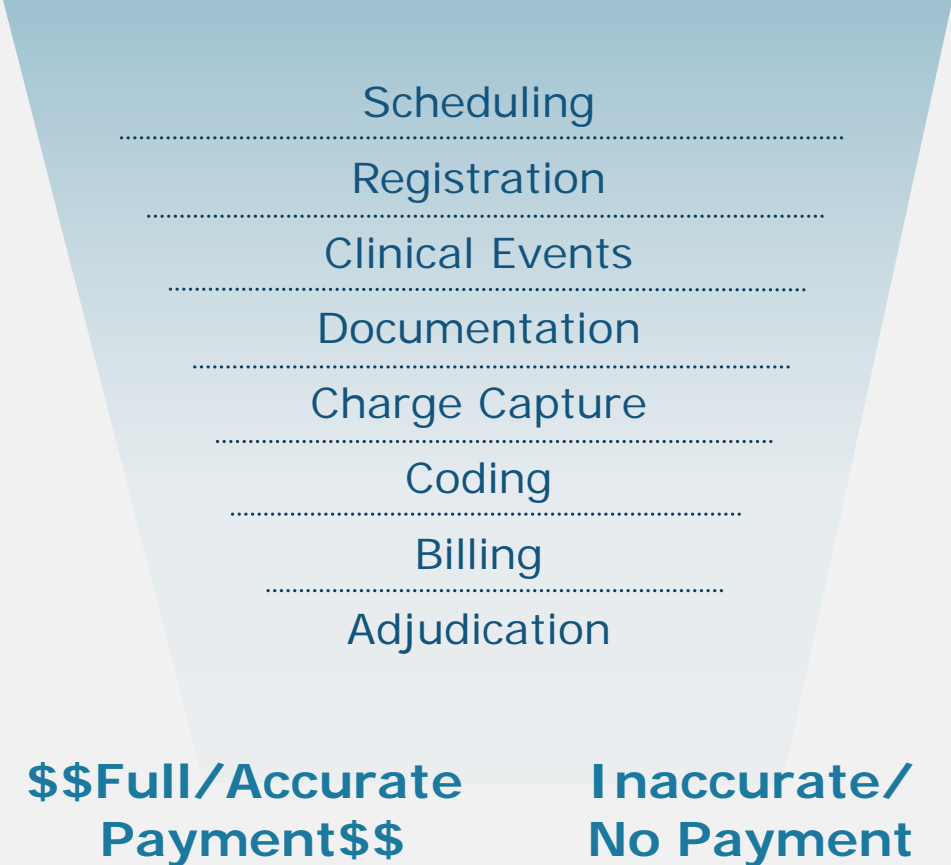 Scheduling
Registration
Clinical Events
Documentation
Charge Capture
Coding
Billing
Adjudication
$$Full/Accurate
Payment$$
Inaccurate/
No Payment